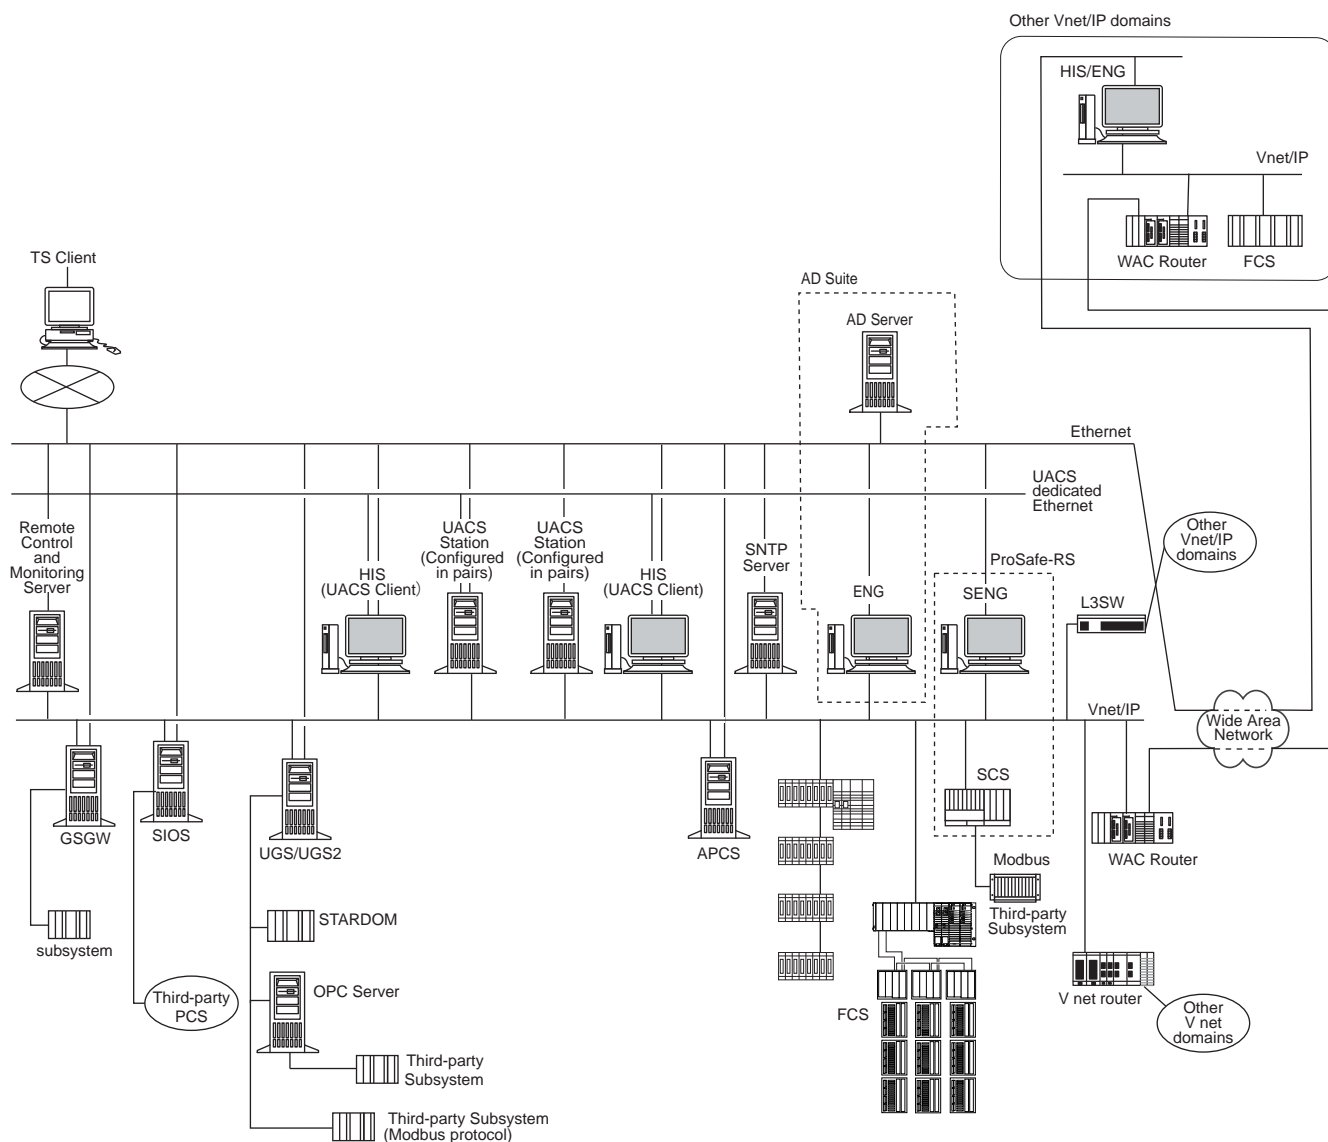 Other Vnet/IP domains
HIS/ENG
Vnet/IP
WAC Router
FCS
TS Client
AD Suite
AD Server
Ethernet
UACS
dedicated
Ethernet
Remote
Control
and
Monitoring
Server
HIS
(UACS Client)
UACS
Station
(Configured
in pairs)
UACS
Station
(Configured
in pairs)
HIS
(UACS Client)
SNTP
Server
ENG
ProSafe-RS
SENG
L3SW
Other
Vnet/IP
domains
Vnet/IP
Wide Area
Network
GSGW
SIOS
UGS/UGS2
APCS
SCS
WAC Router
Modbus
Third-party
Subsystem
subsystem
STARDOM
Third-party
PCS
OPC Server
FCS
V net router
Other
V net
domains
Third-party
Subsystem
Third-party Subsystem
(Modbus protocol)